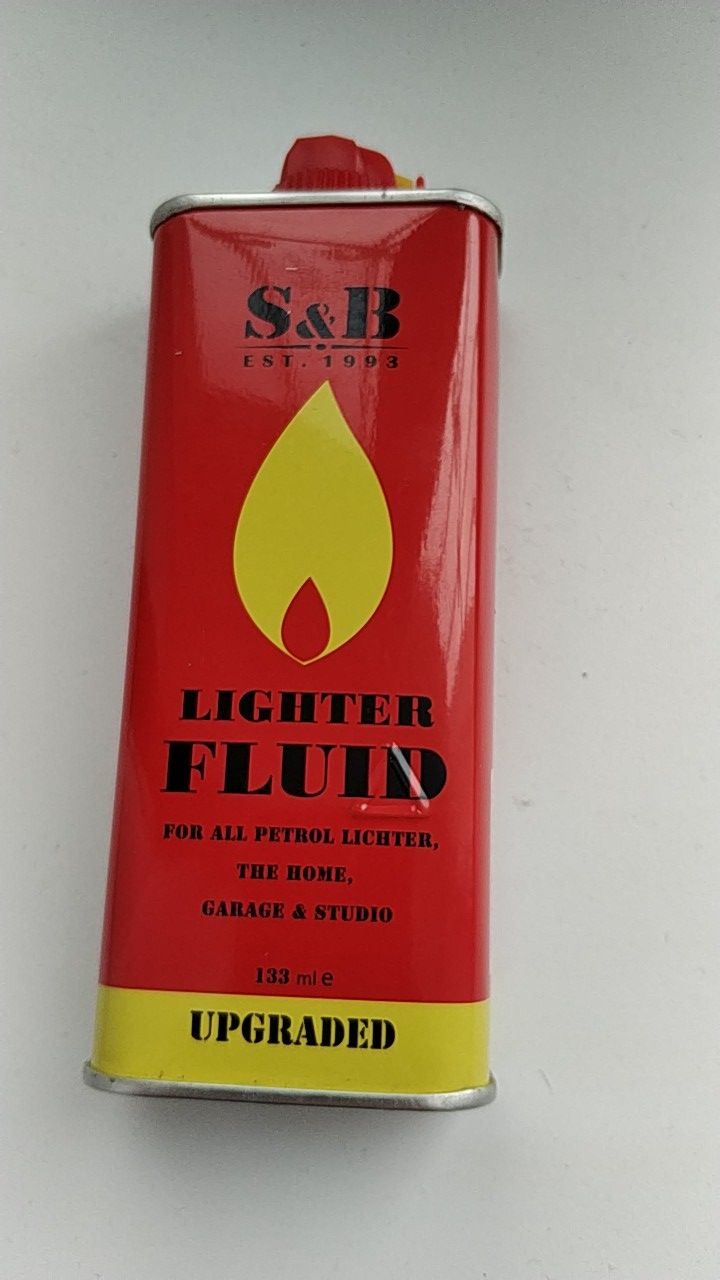 S&B
EST. 1993
LIGHTER
FLUID
FOR ALL PETROL LICHTER,
THE HOME,
GARAGE & STUDIO
133 ml e
UPGRADED